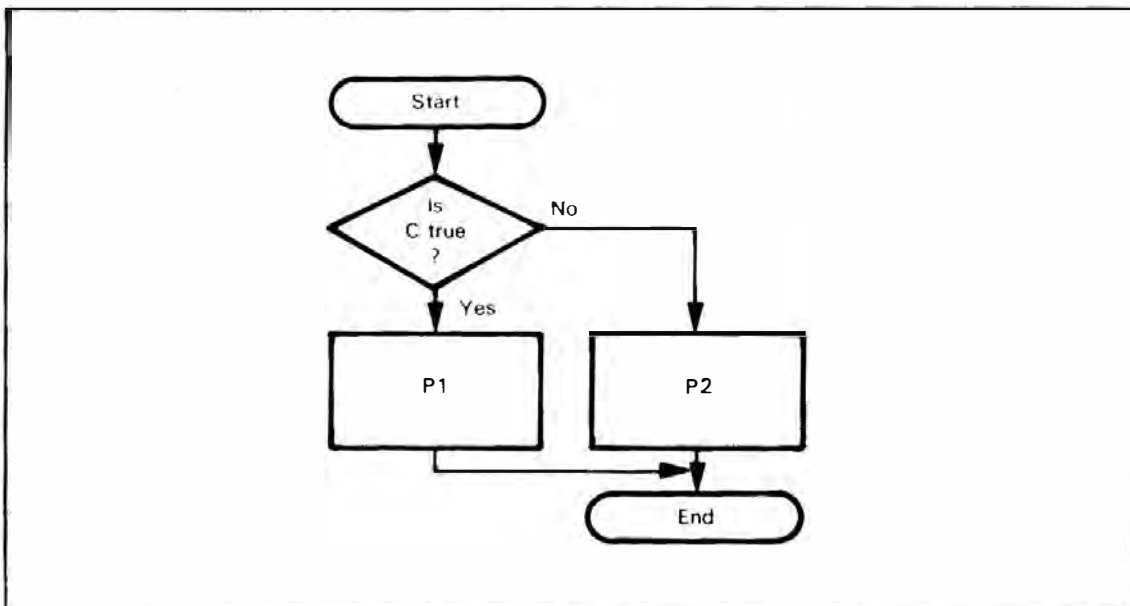 Start
Is
C true
?
No
Yes
P1
P2
End